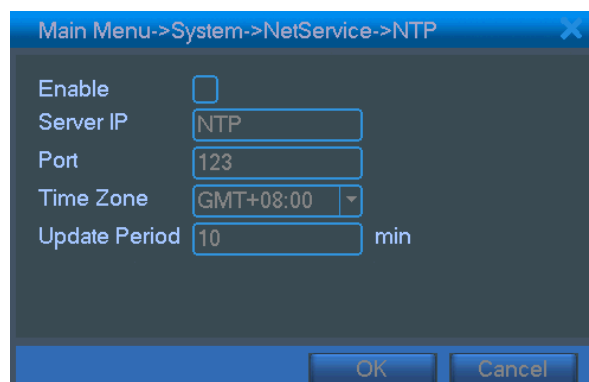 Main Menu->System->NetService->NTP
Enable
Server IP NTP
Port 123
Time Zone GMT+08:00
Update Period 10 min
OK Cancel